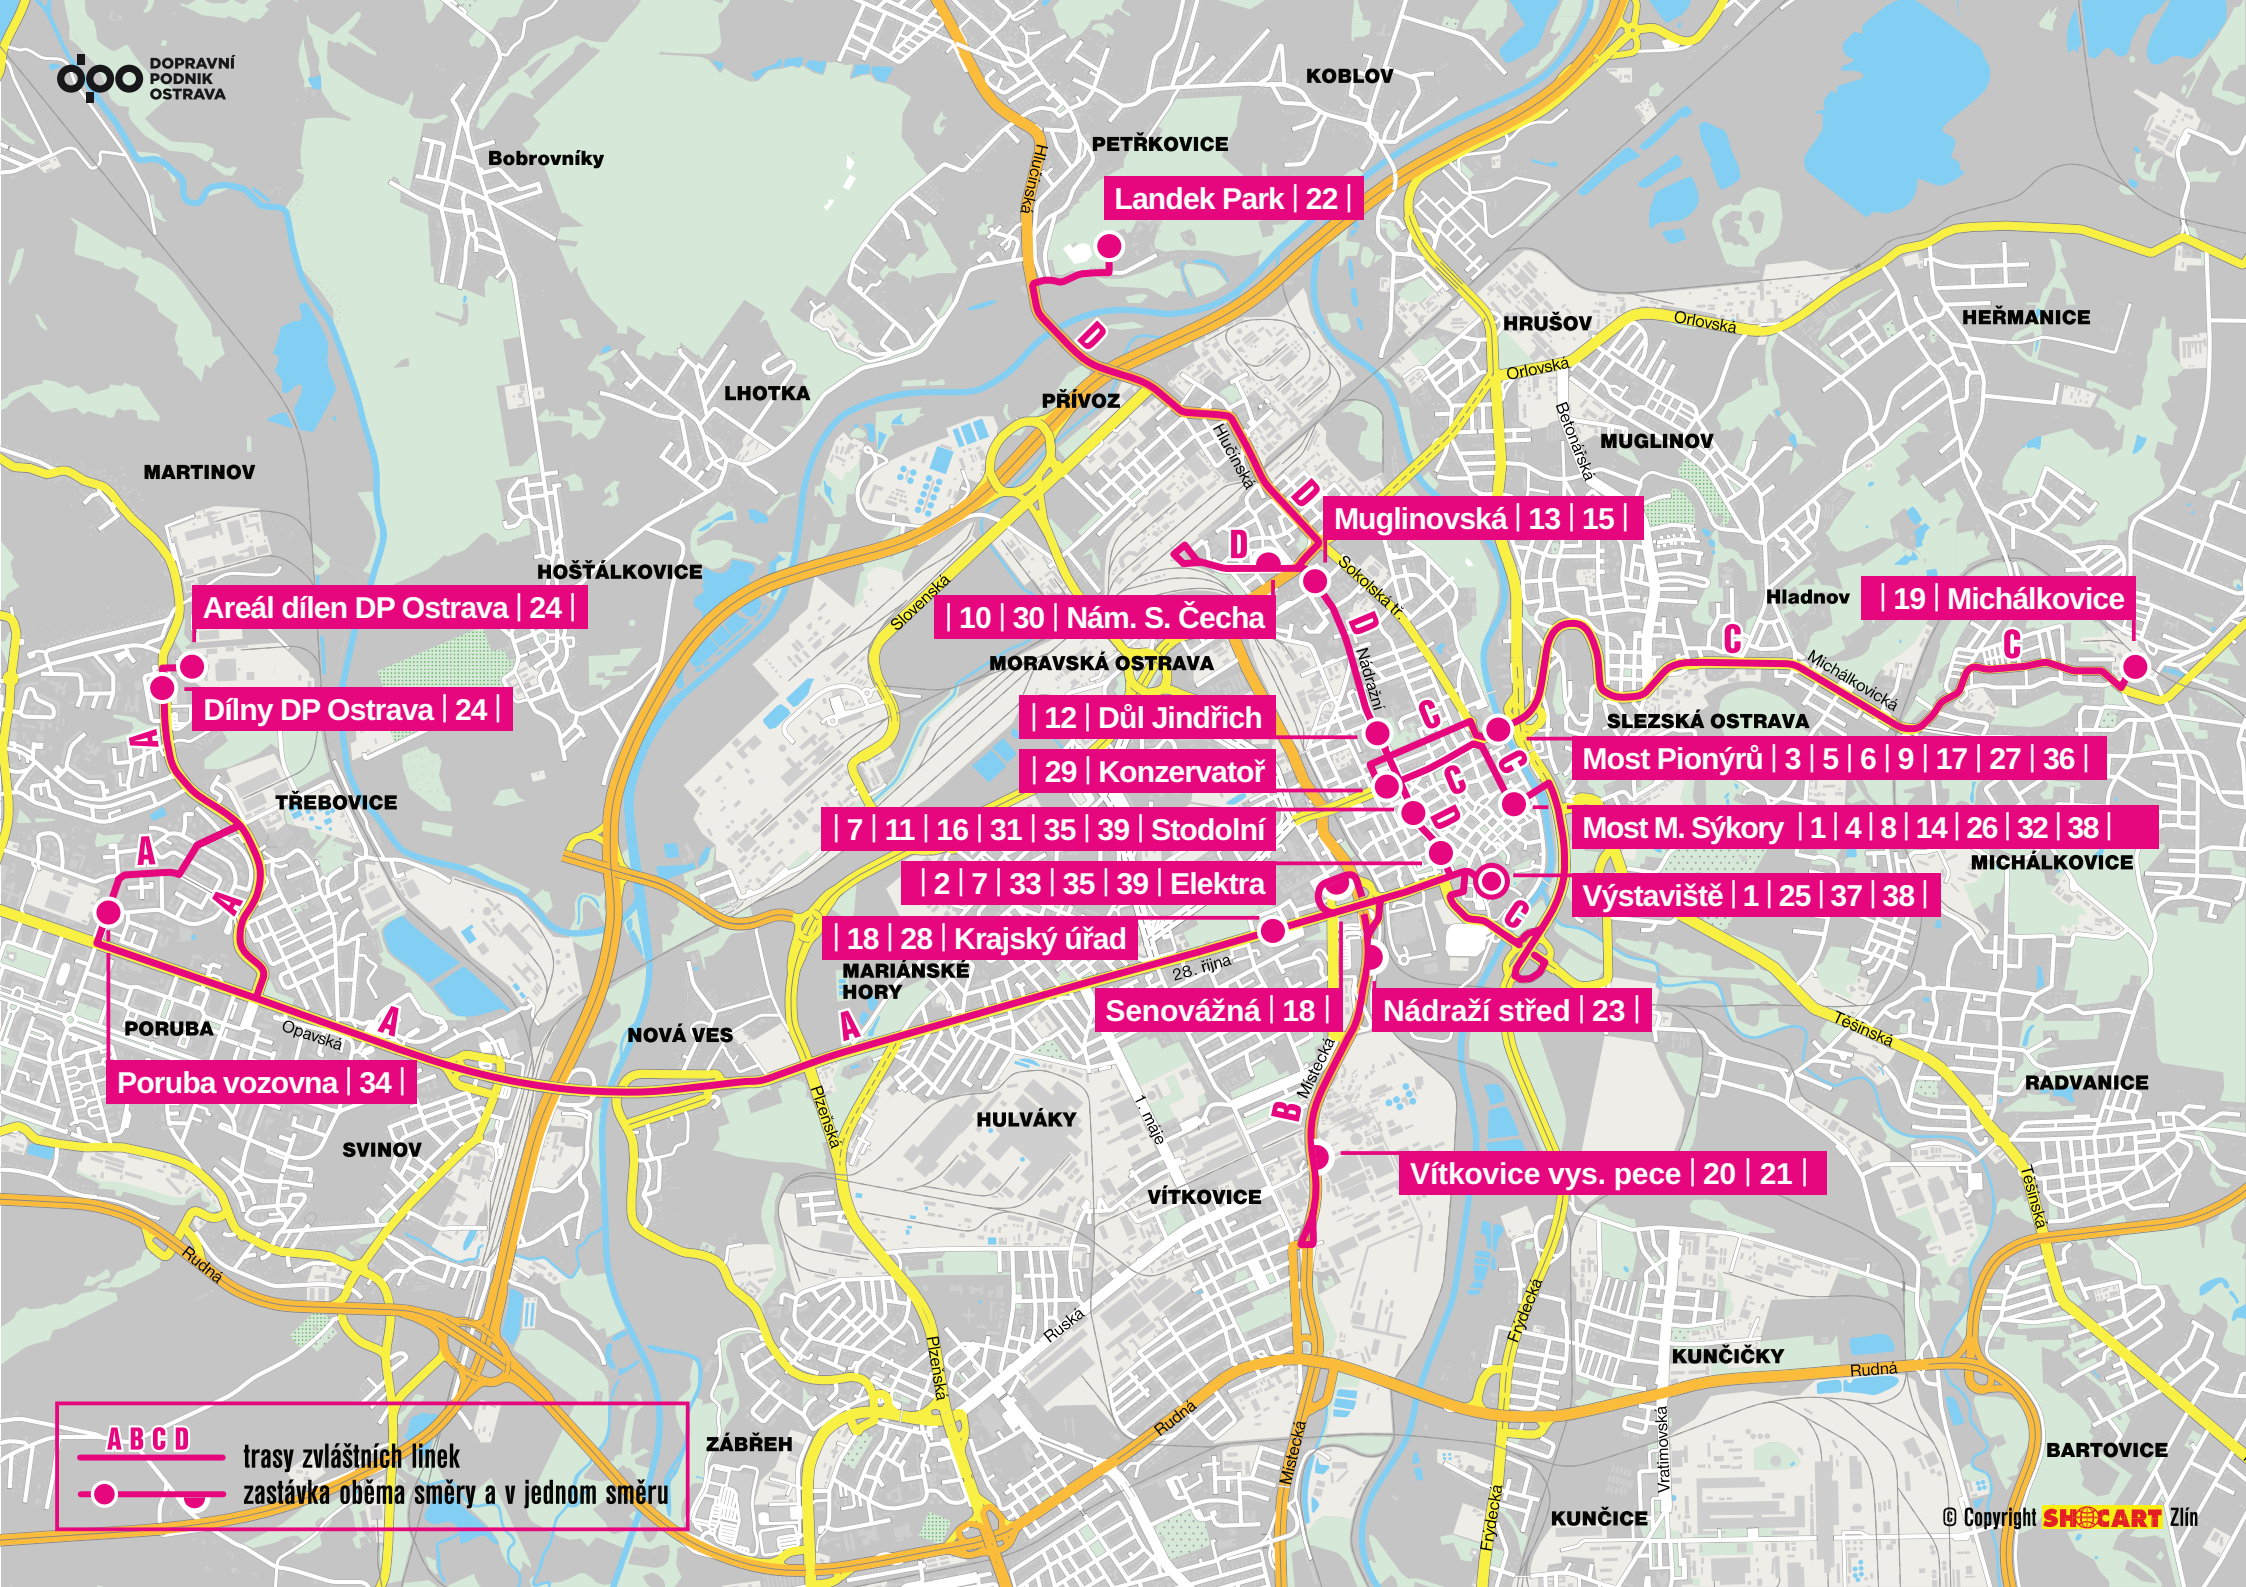 DOPRAVNÍ
PODNIK
OSTRAVA
dpo
KOBLOV
PETŘKOVICE
Bobrovníky
Hlučínská
Landek Park | 22 |
D
HRUŠOV
Orlovská
HEŘMANICE
Orlovská
LHOTKA
PŘÍVOZ
Hlučínská
Betonářská
MUGLINOV
MARTINOV
D
Muglinovská | 13 | 15 |
D
HOŠŤÁLKOVICE
Sokolská tř.
Slovenská
Areál dílen DP Ostrava | 24 |
Hladnov
| 19 | Michálkovice
| 10 | 30 | Nám. S. Čecha
D
C
C
MORAVSKÁ OSTRAVA
Nádražní
Michálkovická
Dílny DP Ostrava | 24 |
A
| 12 | Důl Jindřich
C
SLEZSKÁ OSTRAVA
Most Pionýrů | 3 | 5 | 6 | 9 | 17 | 27 | 36 |
| 29 | Konzervatoř
C
C
TŘEBOVICE
D
| 7 | 11 | 16 | 31 | 35 | 39 | Stodolní
Most M. Sýkory | 1 | 4 | 8 | 14 | 26 | 32 | 38 |
A
MICHÁLKOVICE
| 2 | 7 | 33 | 35 | 39 | Elektra
Výstaviště | 1 | 25 | 37 | 38 |
A
C
| 18 | 28 | Krajský úřad
MARIÁNSKÉ
HORY
28. října
Senovážná | 18 |
Nádraží střed | 23 |
PORUBA
Opavská
A
NOVÁ VES
A
Těšínská
Místecká
Poruba vozovna | 34 |
RADVANICE
Plzeňská
HULVÁKY
1. máje
B
SVINOV
Vítkovice vys. pece | 20 | 21 |
VÍTKOVICE
Těšínská
Rudná
Ruská
Frýdecká
Plzeňská
KUNČIČKY
Rudná
Rudná
Místecká
Vratimovská
ZÁBŘEH
BARTOVICE
A B C D
trasy zvláštních linek
zastávka oběma směry a v jednom směru
Frýdecká
KUNČICE
© Copyright SHOCART Zlín